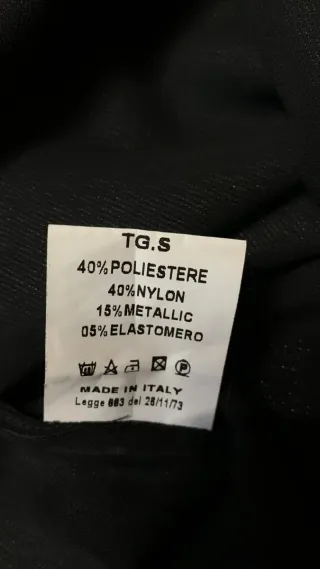 TG.S
40%POLIESTERE
40%NYLON
15%METALLIC
05%ELASTOMERO
P
MADE IN ITALY
Legge 883 del 26/11/73